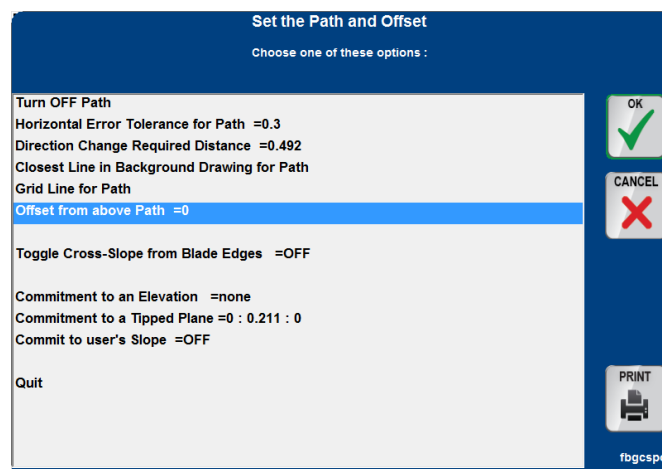 Set the Path and Offset
Choose one of these options :
Turn OFF Path
Horizontal Error Tolerance for Path =0.3
Direction Change Required Distance =0.492
Closest Line in Background Drawing for Path
Grid Line for Path
Offset from above Path =0
Toggle Cross-Slope from Blade Edges =OFF
Commitment to an Elevation =none
Commitment to a Tipped Plane =0 : 0.211 : 0
Commit to user's Slope =OFF
Quit
OK
CANCEL
PRINT